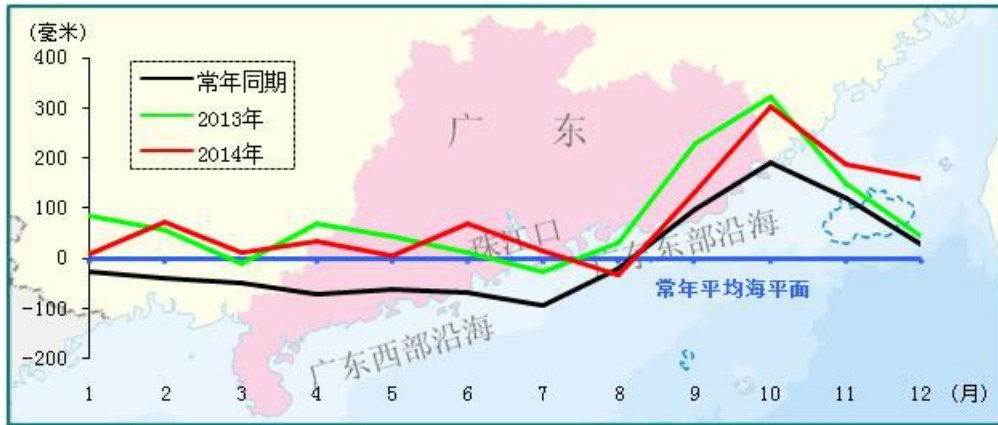 (毫米)
400
300
200
100
0
-100
-200
常年同期
2013年
2014年
广 东
珠江口
广东东部沿海
常年平均海平面
广东西部沿海
1 2 3 4 5 6 7 8 9 10 11 12 (月)